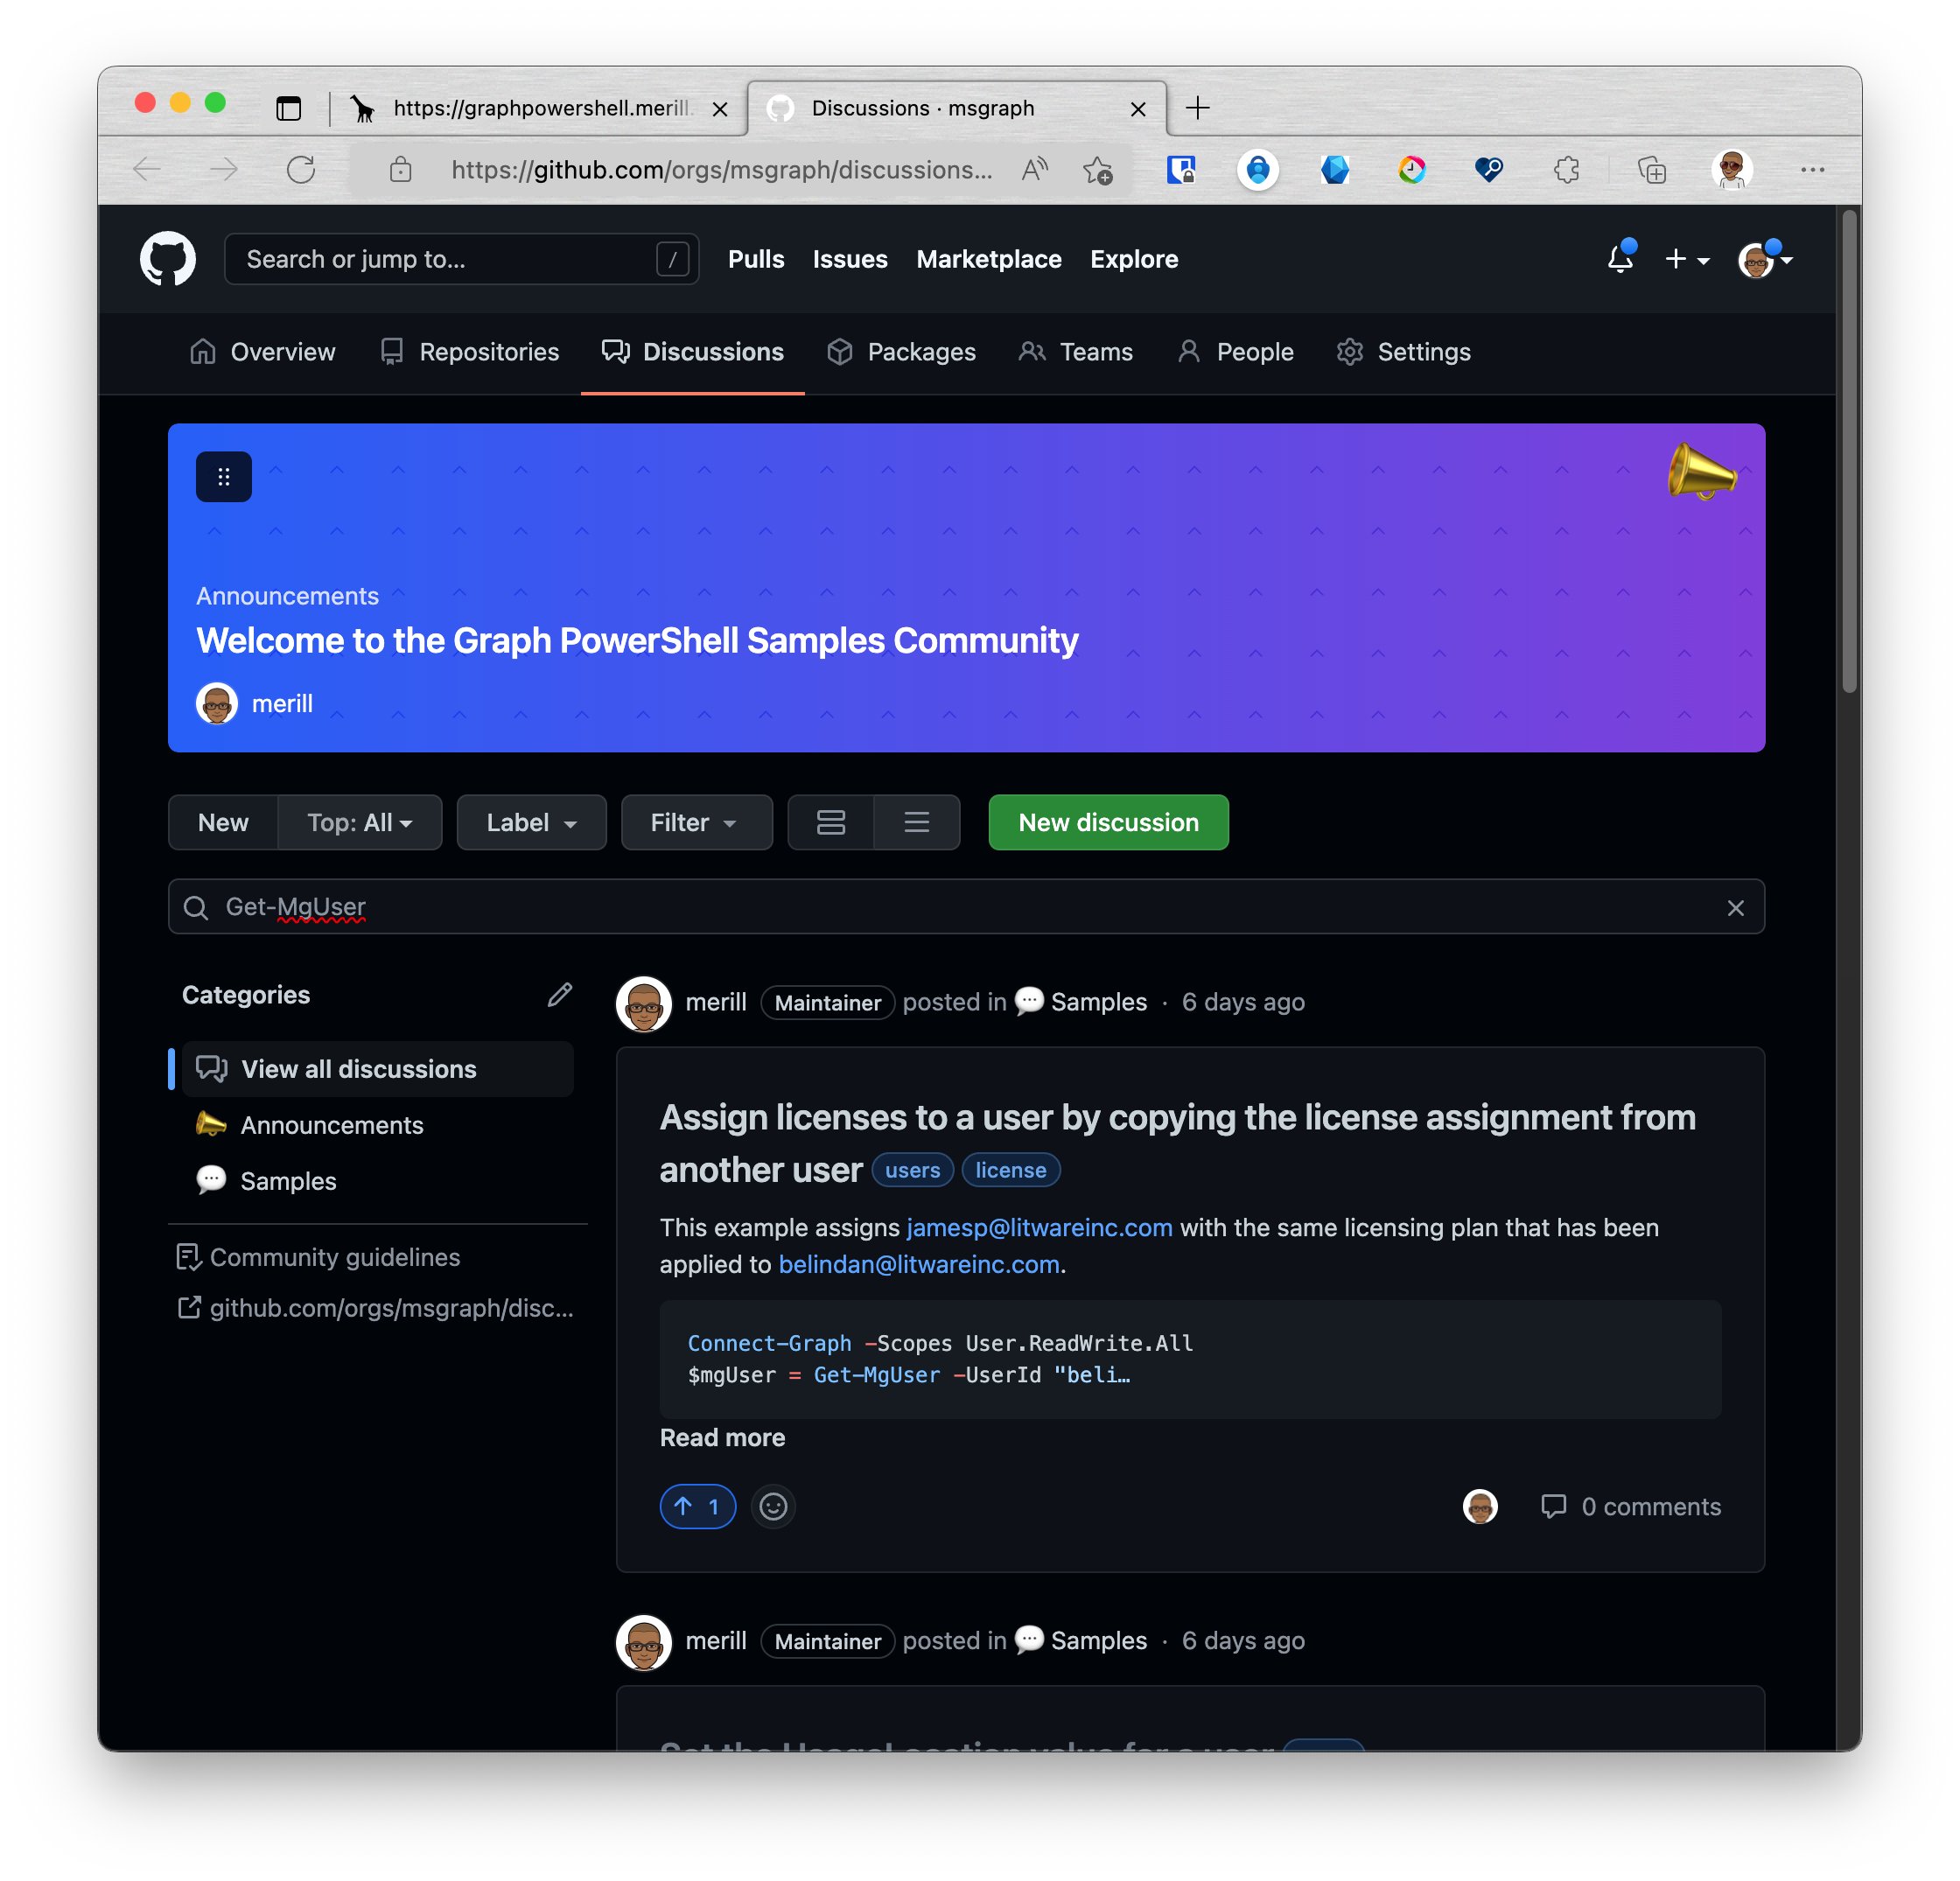 https://graphpowershell.merill.
Discussions · msgraph
https://github.com/orgs/msgraph/discussions...
Search or jump to...
/
Pulls
Issues
Marketplace
Explore
Overview
Repositories
Discussions
Packages
Teams
People
Settings
Announcements
Welcome to the Graph PowerShell Samples Community
merill
New
Top: All
Label
Filter
New discussion
Get-MgUser
Categories
View all discussions
Announcements
Samples
Community guidelines
github.com/orgs/msgraph/disc...
merill Maintainer posted in Samples · 6 days ago
Assign licenses to a user by copying the license assignment from
another user users license
This example assigns jamesp@litwareinc.com with the same licensing plan that has been
applied to belindan@litwareinc.com.
Connect-Graph -Scopes User.ReadWrite.All
$mgUser = Get-MgUser -UserId "beli…
Read more
1
0 comments
merill Maintainer posted in Samples · 6 days ago
Set the UsageLocation value for a user